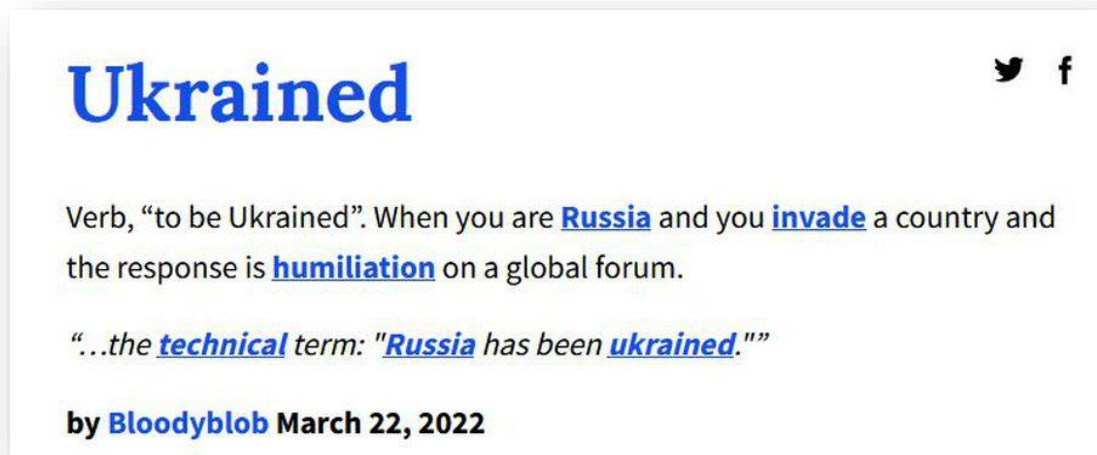 Ukrained
Verb, “to be Ukrained”. When you are Russia and you invade a country and
the response is humiliation on a global forum.
“…the technical term: "Russia has been ukrained."”
by Bloodyblob March 22, 2022